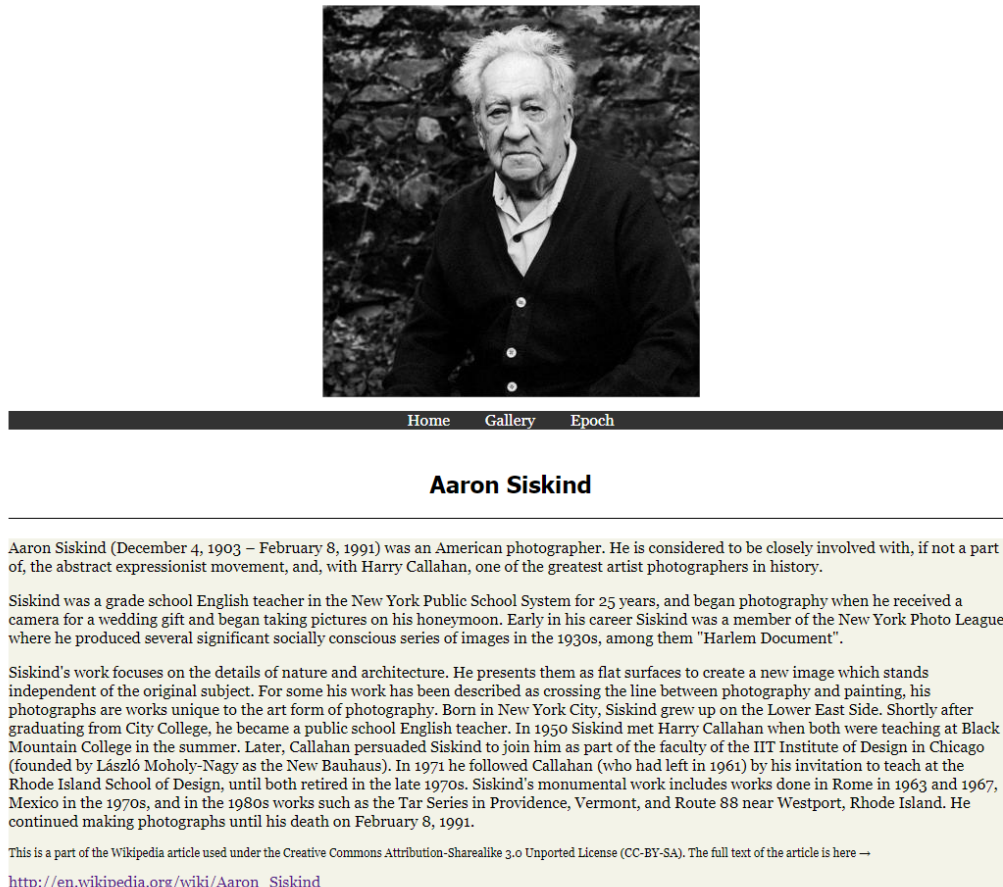 Home Gallery Epoch
Aaron Siskind
Aaron Siskind (December 4, 1903 – February 8, 1991) was an American photographer. He is considered to be closely involved with, if not a part
of, the abstract expressionist movement, and, with Harry Callahan, one of the greatest artist photographers in history.
Siskind was a grade school English teacher in the New York Public School System for 25 years, and began photography when he received a
camera for a wedding gift and began taking pictures on his honeymoon. Early in his career Siskind was a member of the New York Photo League
where he produced several significant socially conscious series of images in the 1930s, among them "Harlem Document".
Siskind's work focuses on the details of nature and architecture. He presents them as flat surfaces to create a new image which stands
independent of the original subject. For some his work has been described as crossing the line between photography and painting, his
photographs are works unique to the art form of photography. Born in New York City, Siskind grew up on the Lower East Side. Shortly after
graduating from City College, he became a public school English teacher. In 1950 Siskind met Harry Callahan when both were teaching at Black
Mountain College in the summer. Later, Callahan persuaded Siskind to join him as part of the faculty of the IIT Institute of Design in Chicago
(founded by László Moholy-Nagy as the New Bauhaus). In 1971 he followed Callahan (who had left in 1961) by his invitation to teach at the
Rhode Island School of Design, until both retired in the late 1970s. Siskind's monumental work includes works done in Rome in 1963 and 1967,
Mexico in the 1970s, and in the 1980s works such as the Tar Series in Providence, Vermont, and Route 88 near Westport, Rhode Island. He
continued making photographs until his death on February 8, 1991.
This is a part of the Wikipedia article used under the Creative Commons Attribution-Sharealike 3.0 Unported License (CC-BY-SA). The full text of the article is here →
http://en.wikipedia.org/wiki/Aaron_Siskind